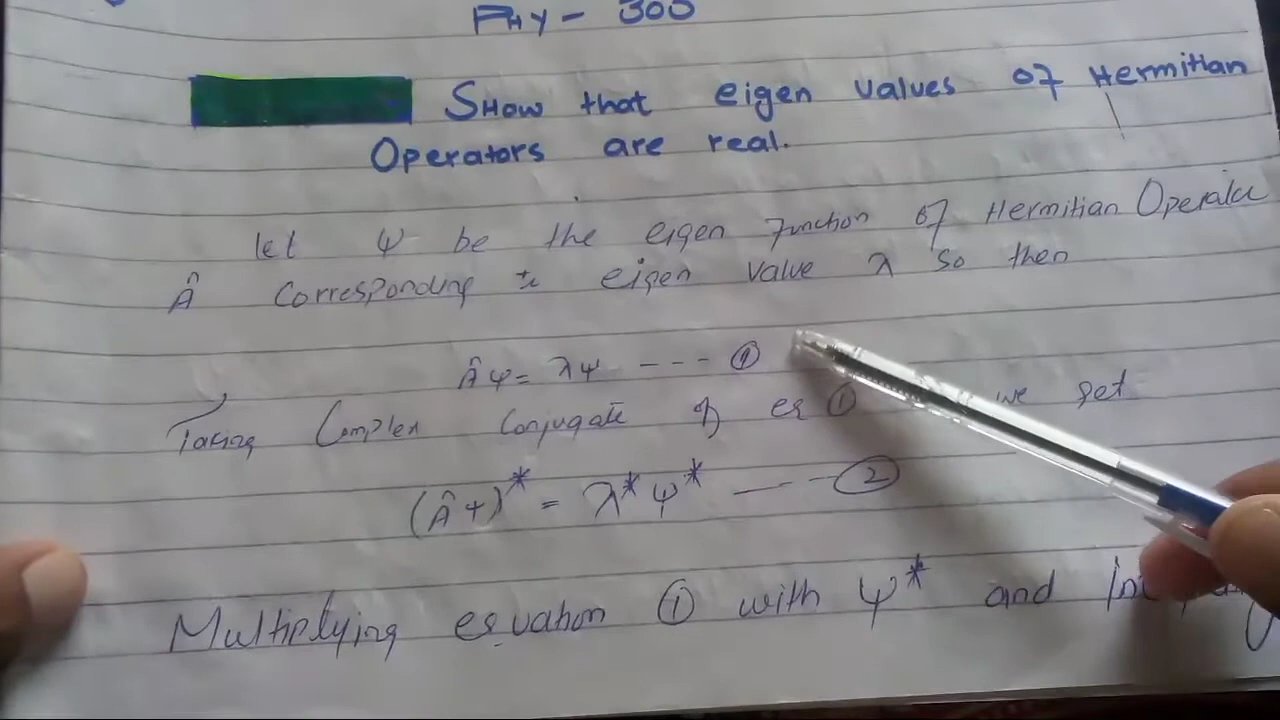 PHY - 300
Show that eigen values of Hermitian
Operators are real.
let ψ be the eigen function of Hermitian
Â corresponding to eigen value λ so then
Âψ = λψ --- ①
Taking Complex Conjugate of eq ① we get
(Âψ)* = λ*ψ* --- ②
Multiplying equation ① with ψ* and